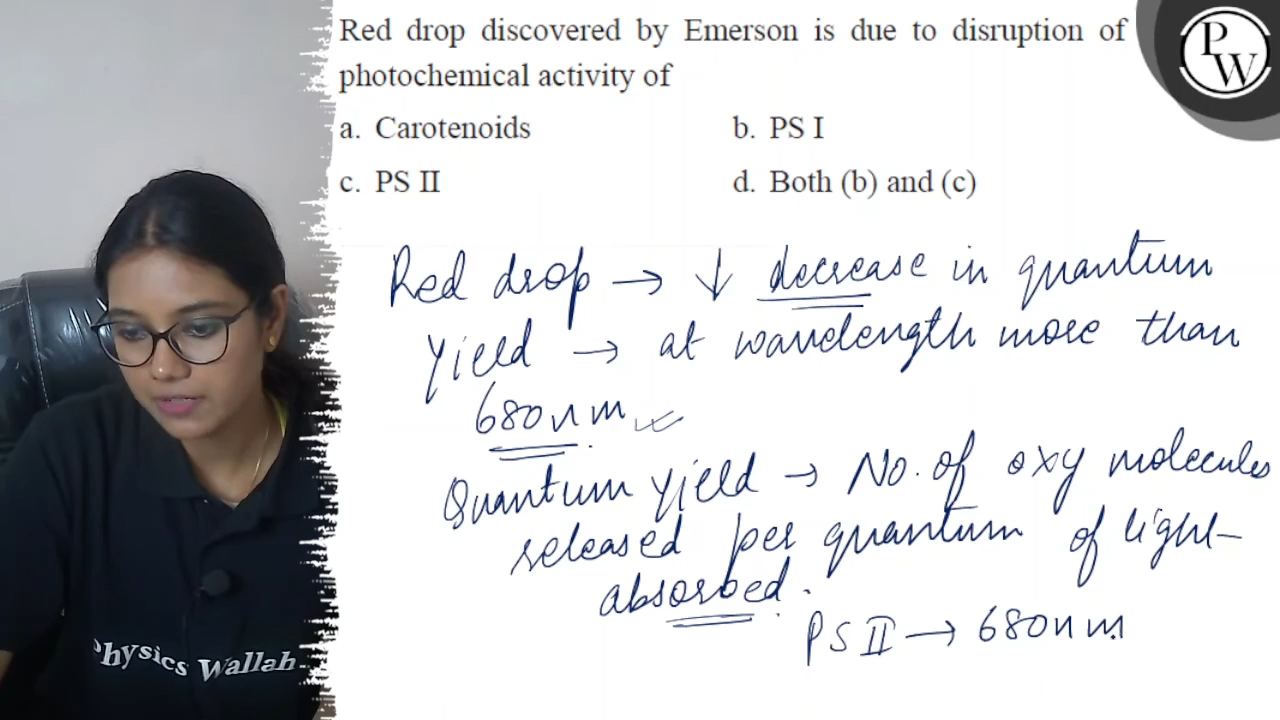 Red drop discovered by Emerson is due to disruption of
photochemical activity of
a. Carotenoids b. PS I
c. PS II d. Both (b) and (c)
Red drop → ↓ decrease in quantum
yield → at wavelength more than
680nm
Quantum yield → No. of oxy molecules
released per quantum of light
absorbed.
PS II → 680nm
PW
Physics Wallah